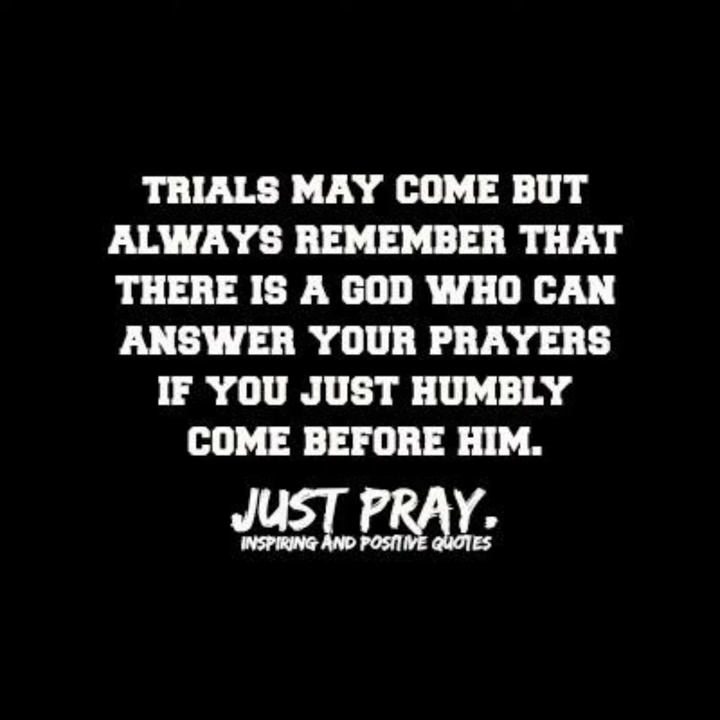 TRIALS MAY COME BUT
ALWAYS REMEMBER THAT
THERE IS A GOD WHO CAN
ANSWER YOUR PRAYERS
IF YOU JUST HUMBLY
COME BEFORE HIM.
JUST PRAY.
INSPIRING AND POSITIVE QUOTES